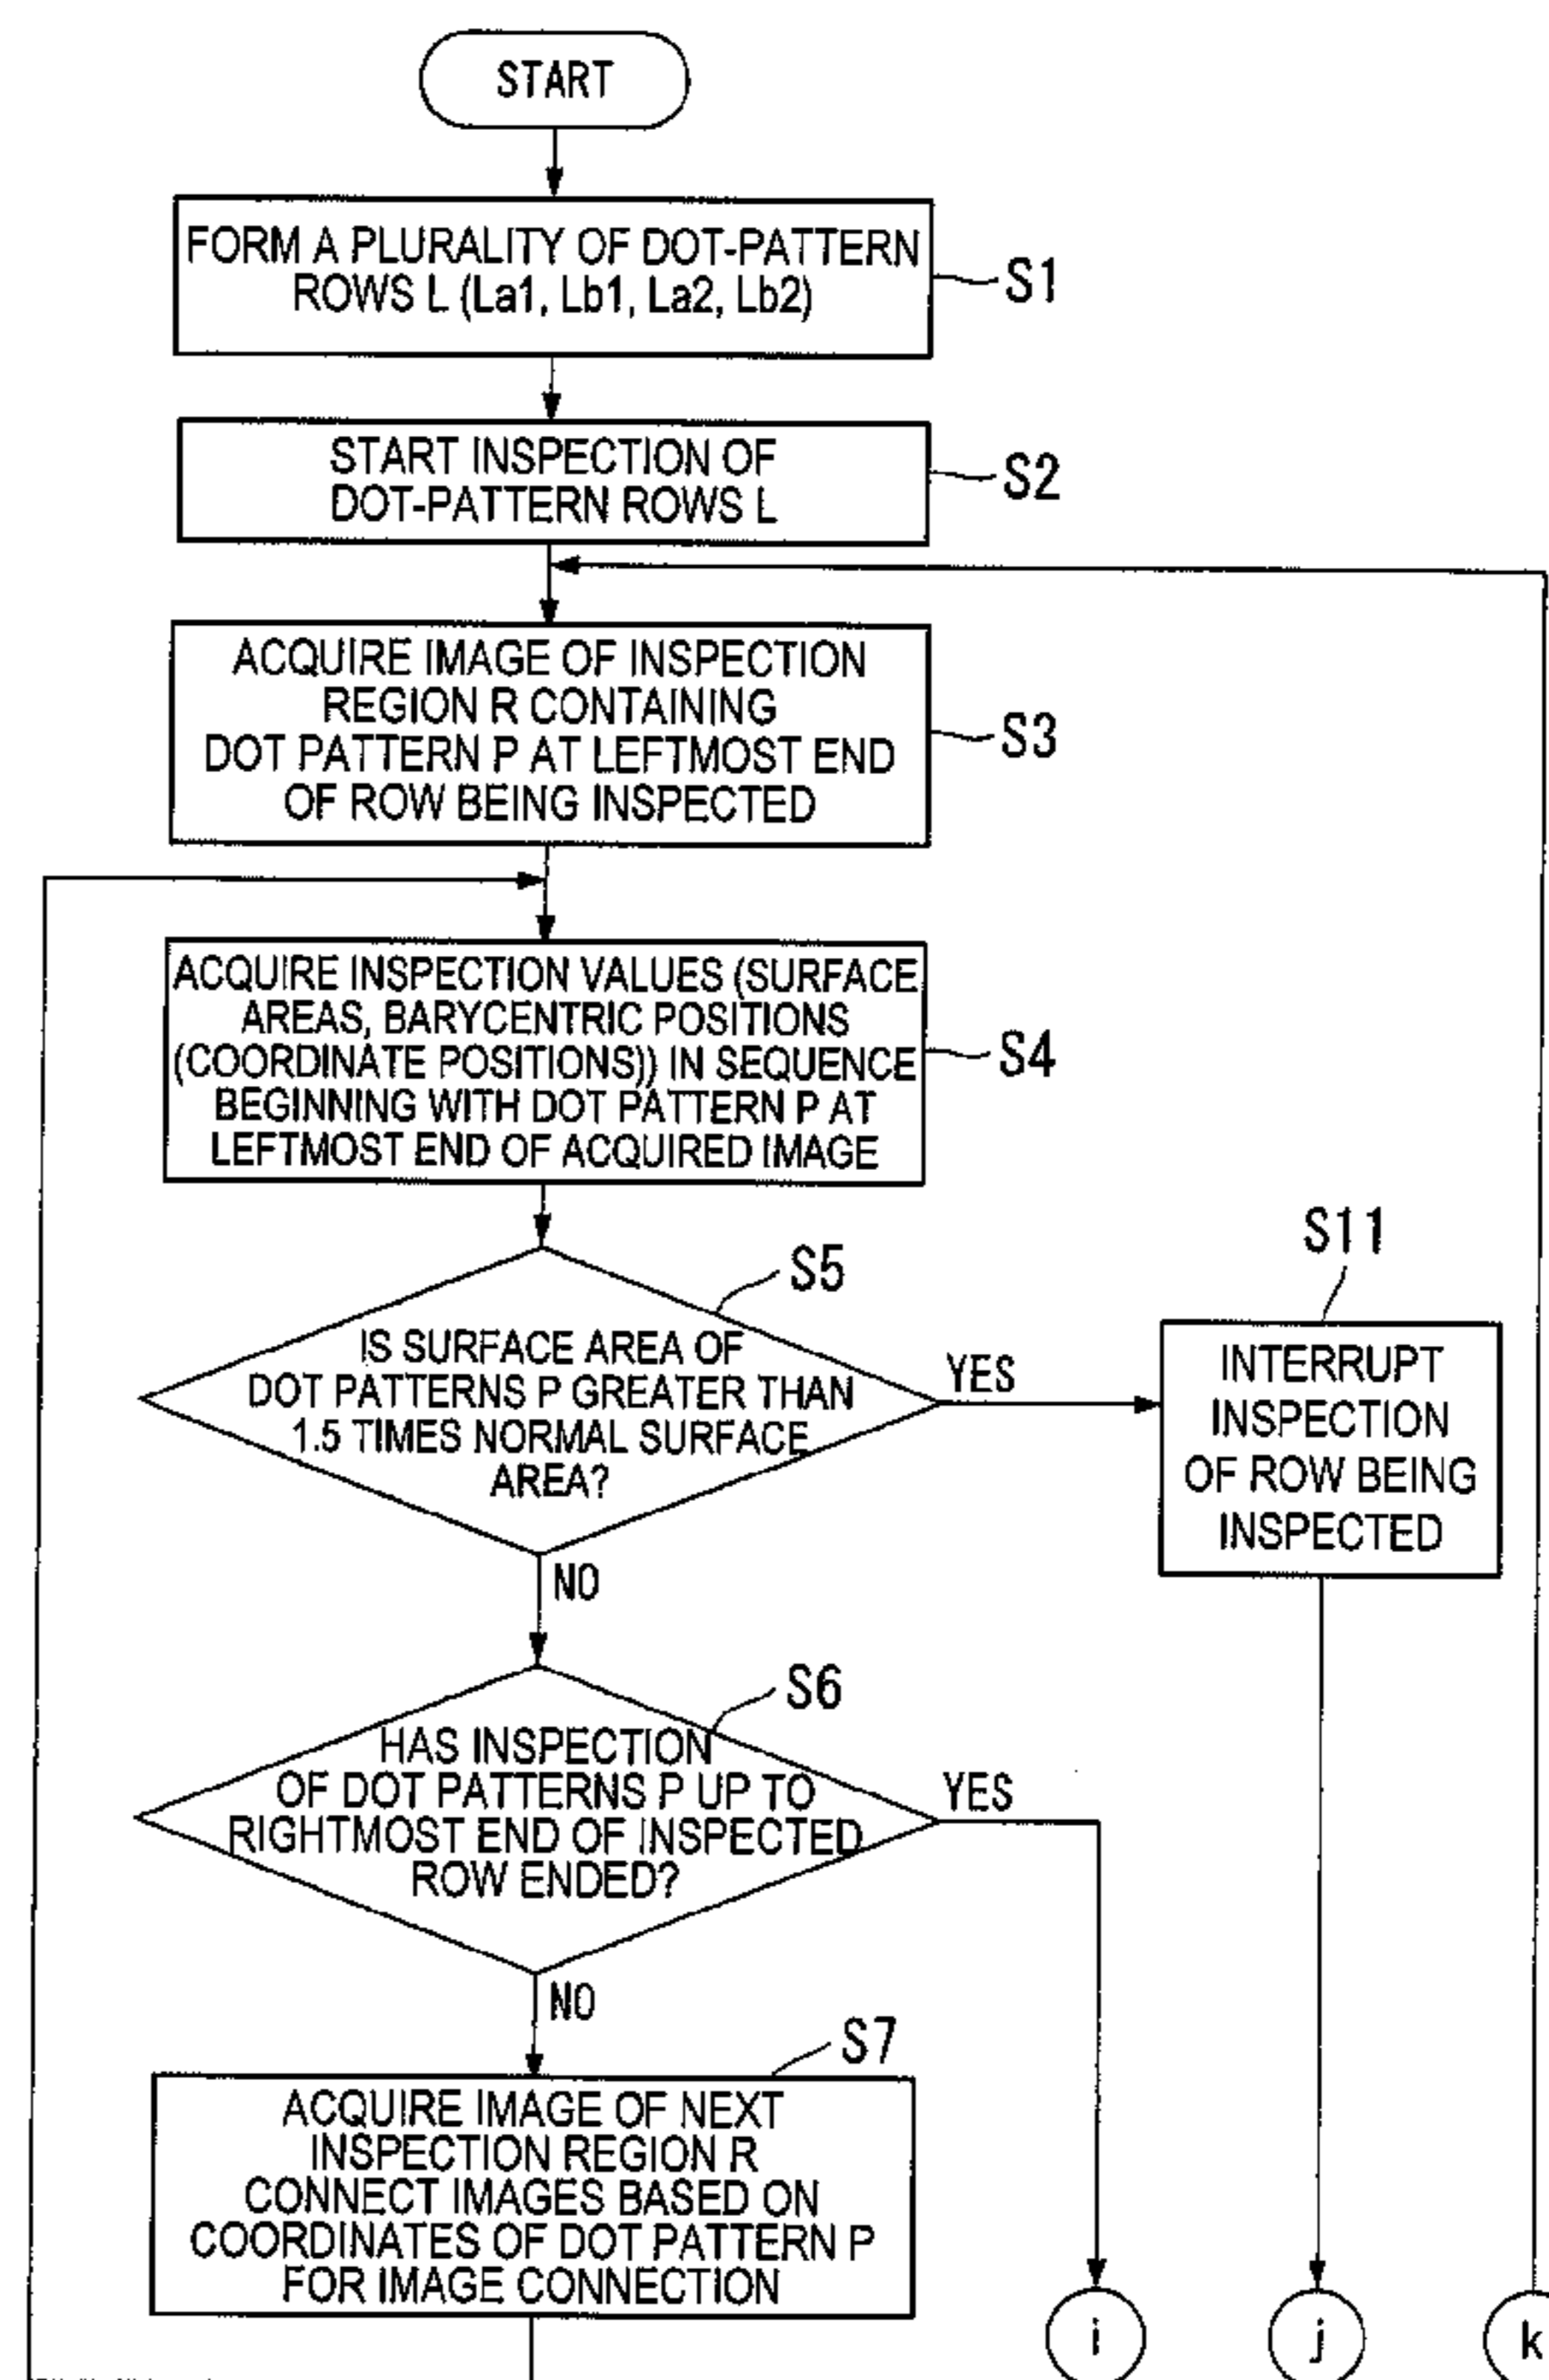 START
FORM A PLURALITY OF DOT-PATTERN
ROWS L (La1, Lb1, La2, Lb2)
S1
START INSPECTION OF
DOT-PATTERN ROWS L
S2
ACQUIRE IMAGE OF INSPECTION
REGION R CONTAINING
DOT PATTERN P AT LEFTMOST END
OF ROW BEING INSPECTED
S3
ACQUIRE INSPECTION VALUES (SURFACE
AREAS, BARYCENTRIC POSITIONS
(COORDINATE POSITIONS)) IN SEQUENCE
BEGINNING WITH DOT PATTERN P AT
LEFTMOST END OF ACQUIRED IMAGE
S4
S5
IS SURFACE AREA OF
DOT PATTERNS P GREATER THAN
1.5 TIMES NORMAL SURFACE
AREA?
YES
NO
S11
INTERRUPT
INSPECTION
OF ROW BEING
INSPECTED
S6
HAS INSPECTION
OF DOT PATTERNS P UP TO
RIGHTMOST END OF INSPECTED
ROW ENDED?
YES
NO
S7
ACQUIRE IMAGE OF NEXT
INSPECTION REGION R
CONNECT IMAGES BASED ON
COORDINATES OF DOT PATTERN P
FOR IMAGE CONNECTION
i
j
k